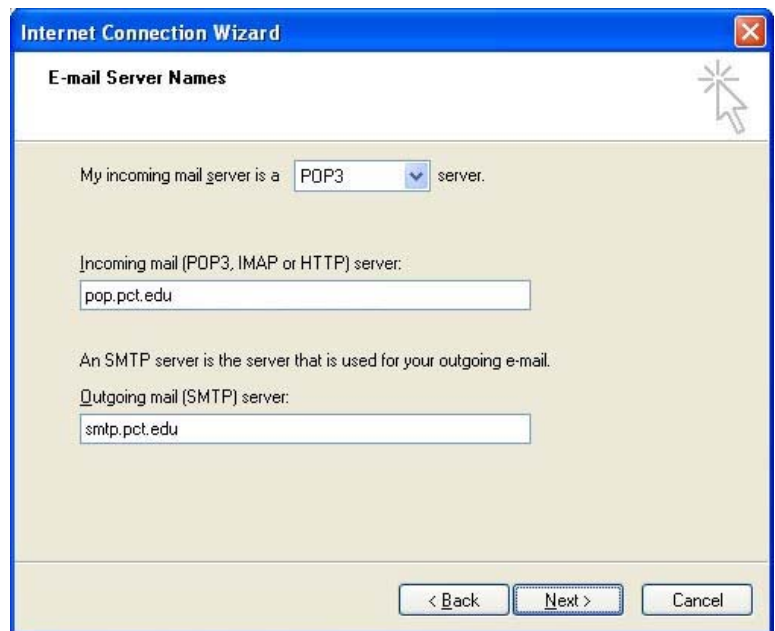 Internet Connection Wizard
E-mail Server Names
My incoming mail server is a POP3 server.
Incoming mail (POP3, IMAP or HTTP) server:
pop.pct.edu
An SMTP server is the server that is used for your outgoing e-mail.
Outgoing mail (SMTP) server:
smtp.pct.edu
< Back Next > Cancel